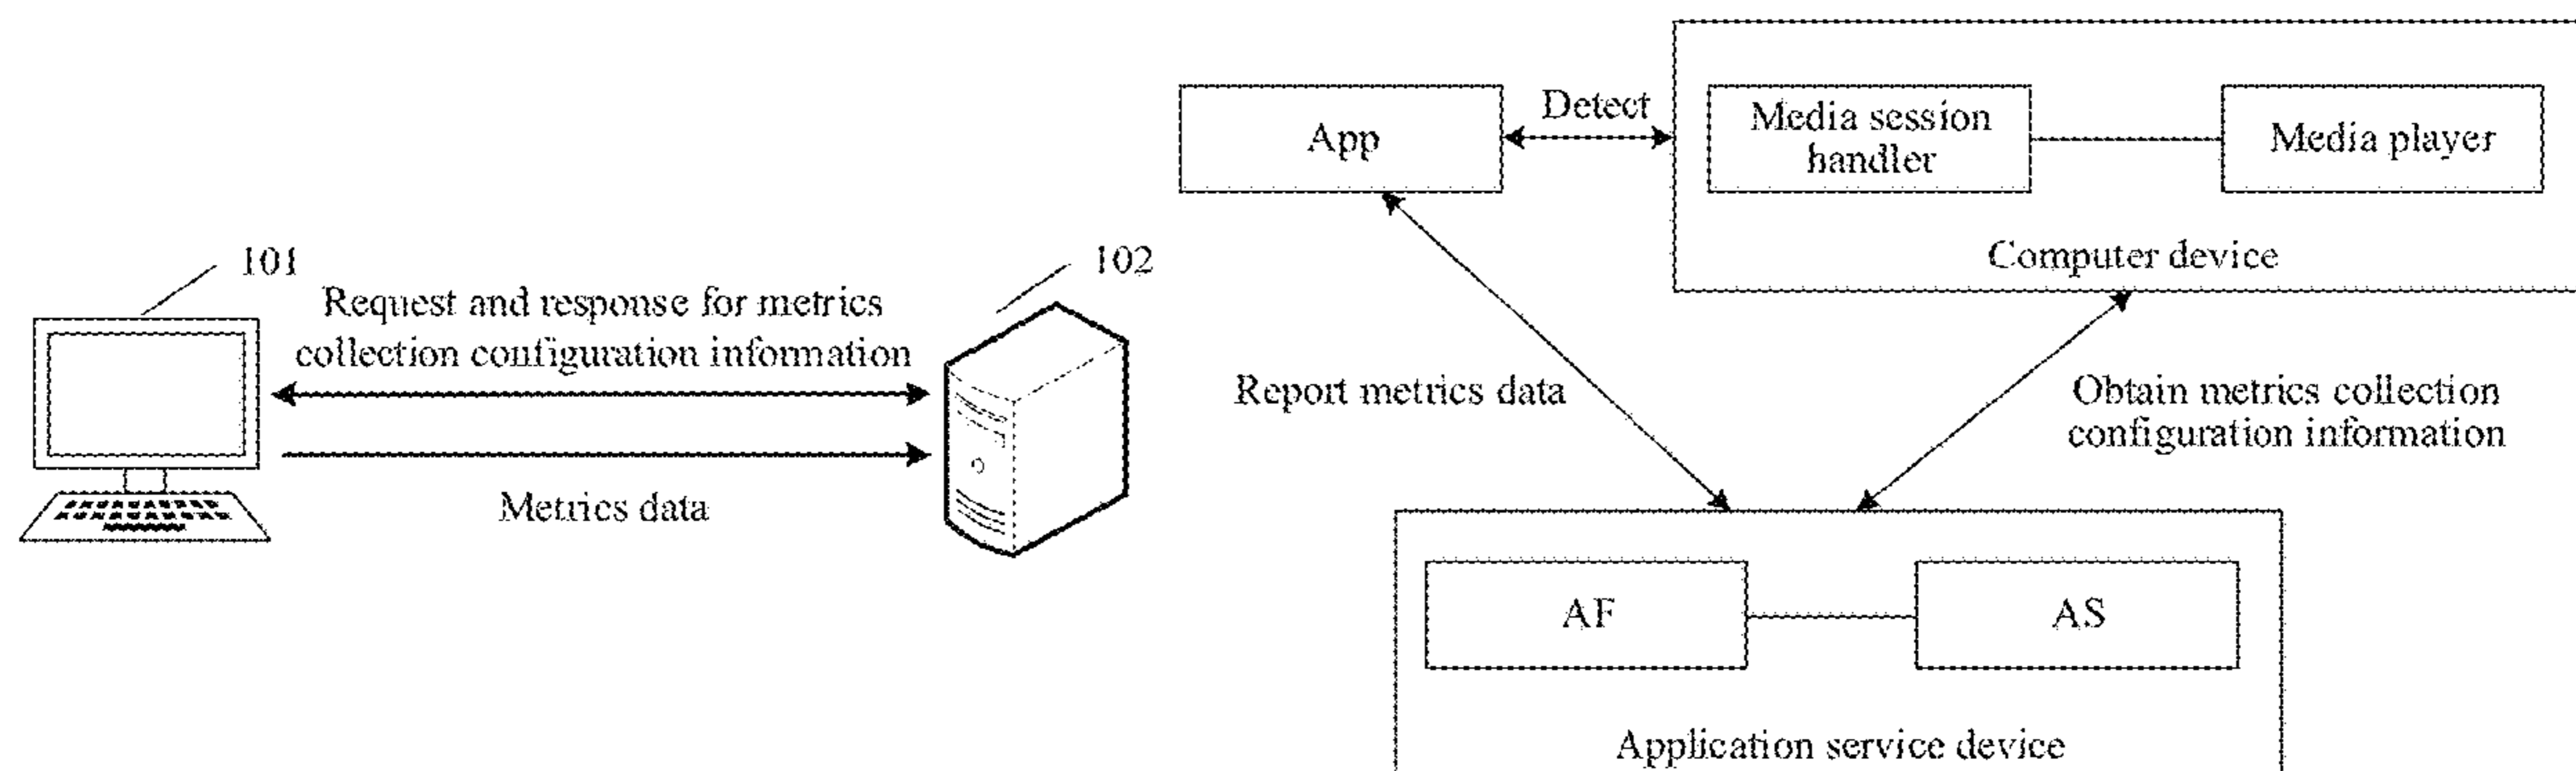 101
102
Request and response for metrics
collection configuration information
Metrics data
App
Detect
Media session
handler
Media player
Computer device
Report metrics data
Obtain metrics collection
configuration information
AF
AS
Application service device